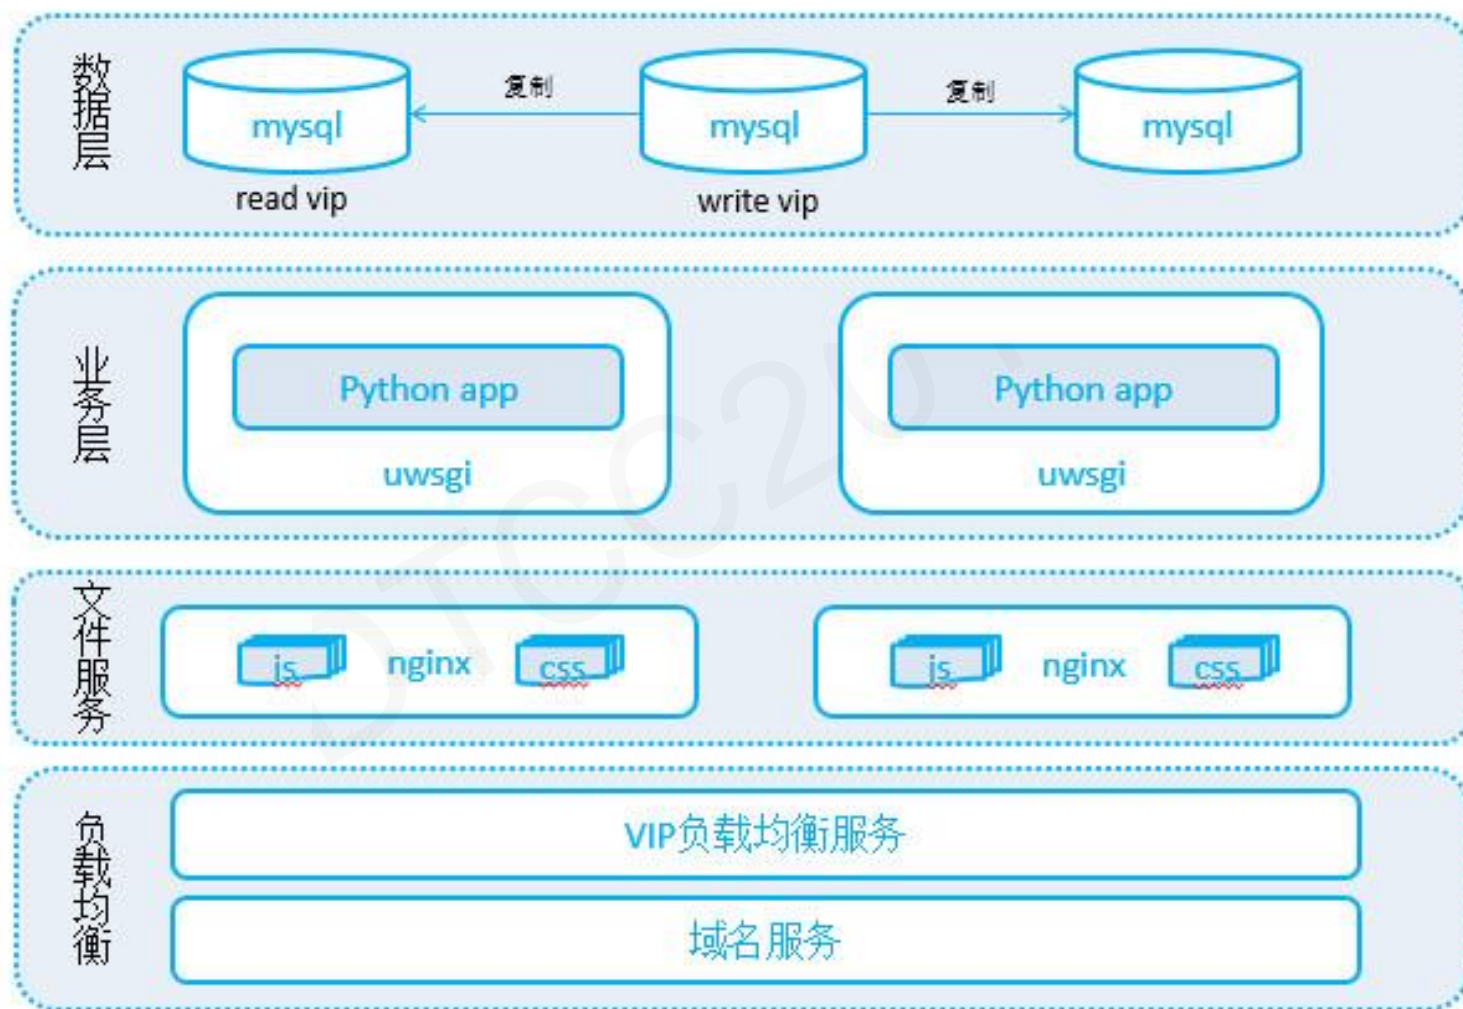 数据层
mysql
复制
mysql
复制
mysql
read vip
write vip
业务层
Python app
Python app
uwsgi
uwsgi
文件服务
js
nginx
css
js
nginx
css
负载均衡
VIP负载均衡服务
域名服务